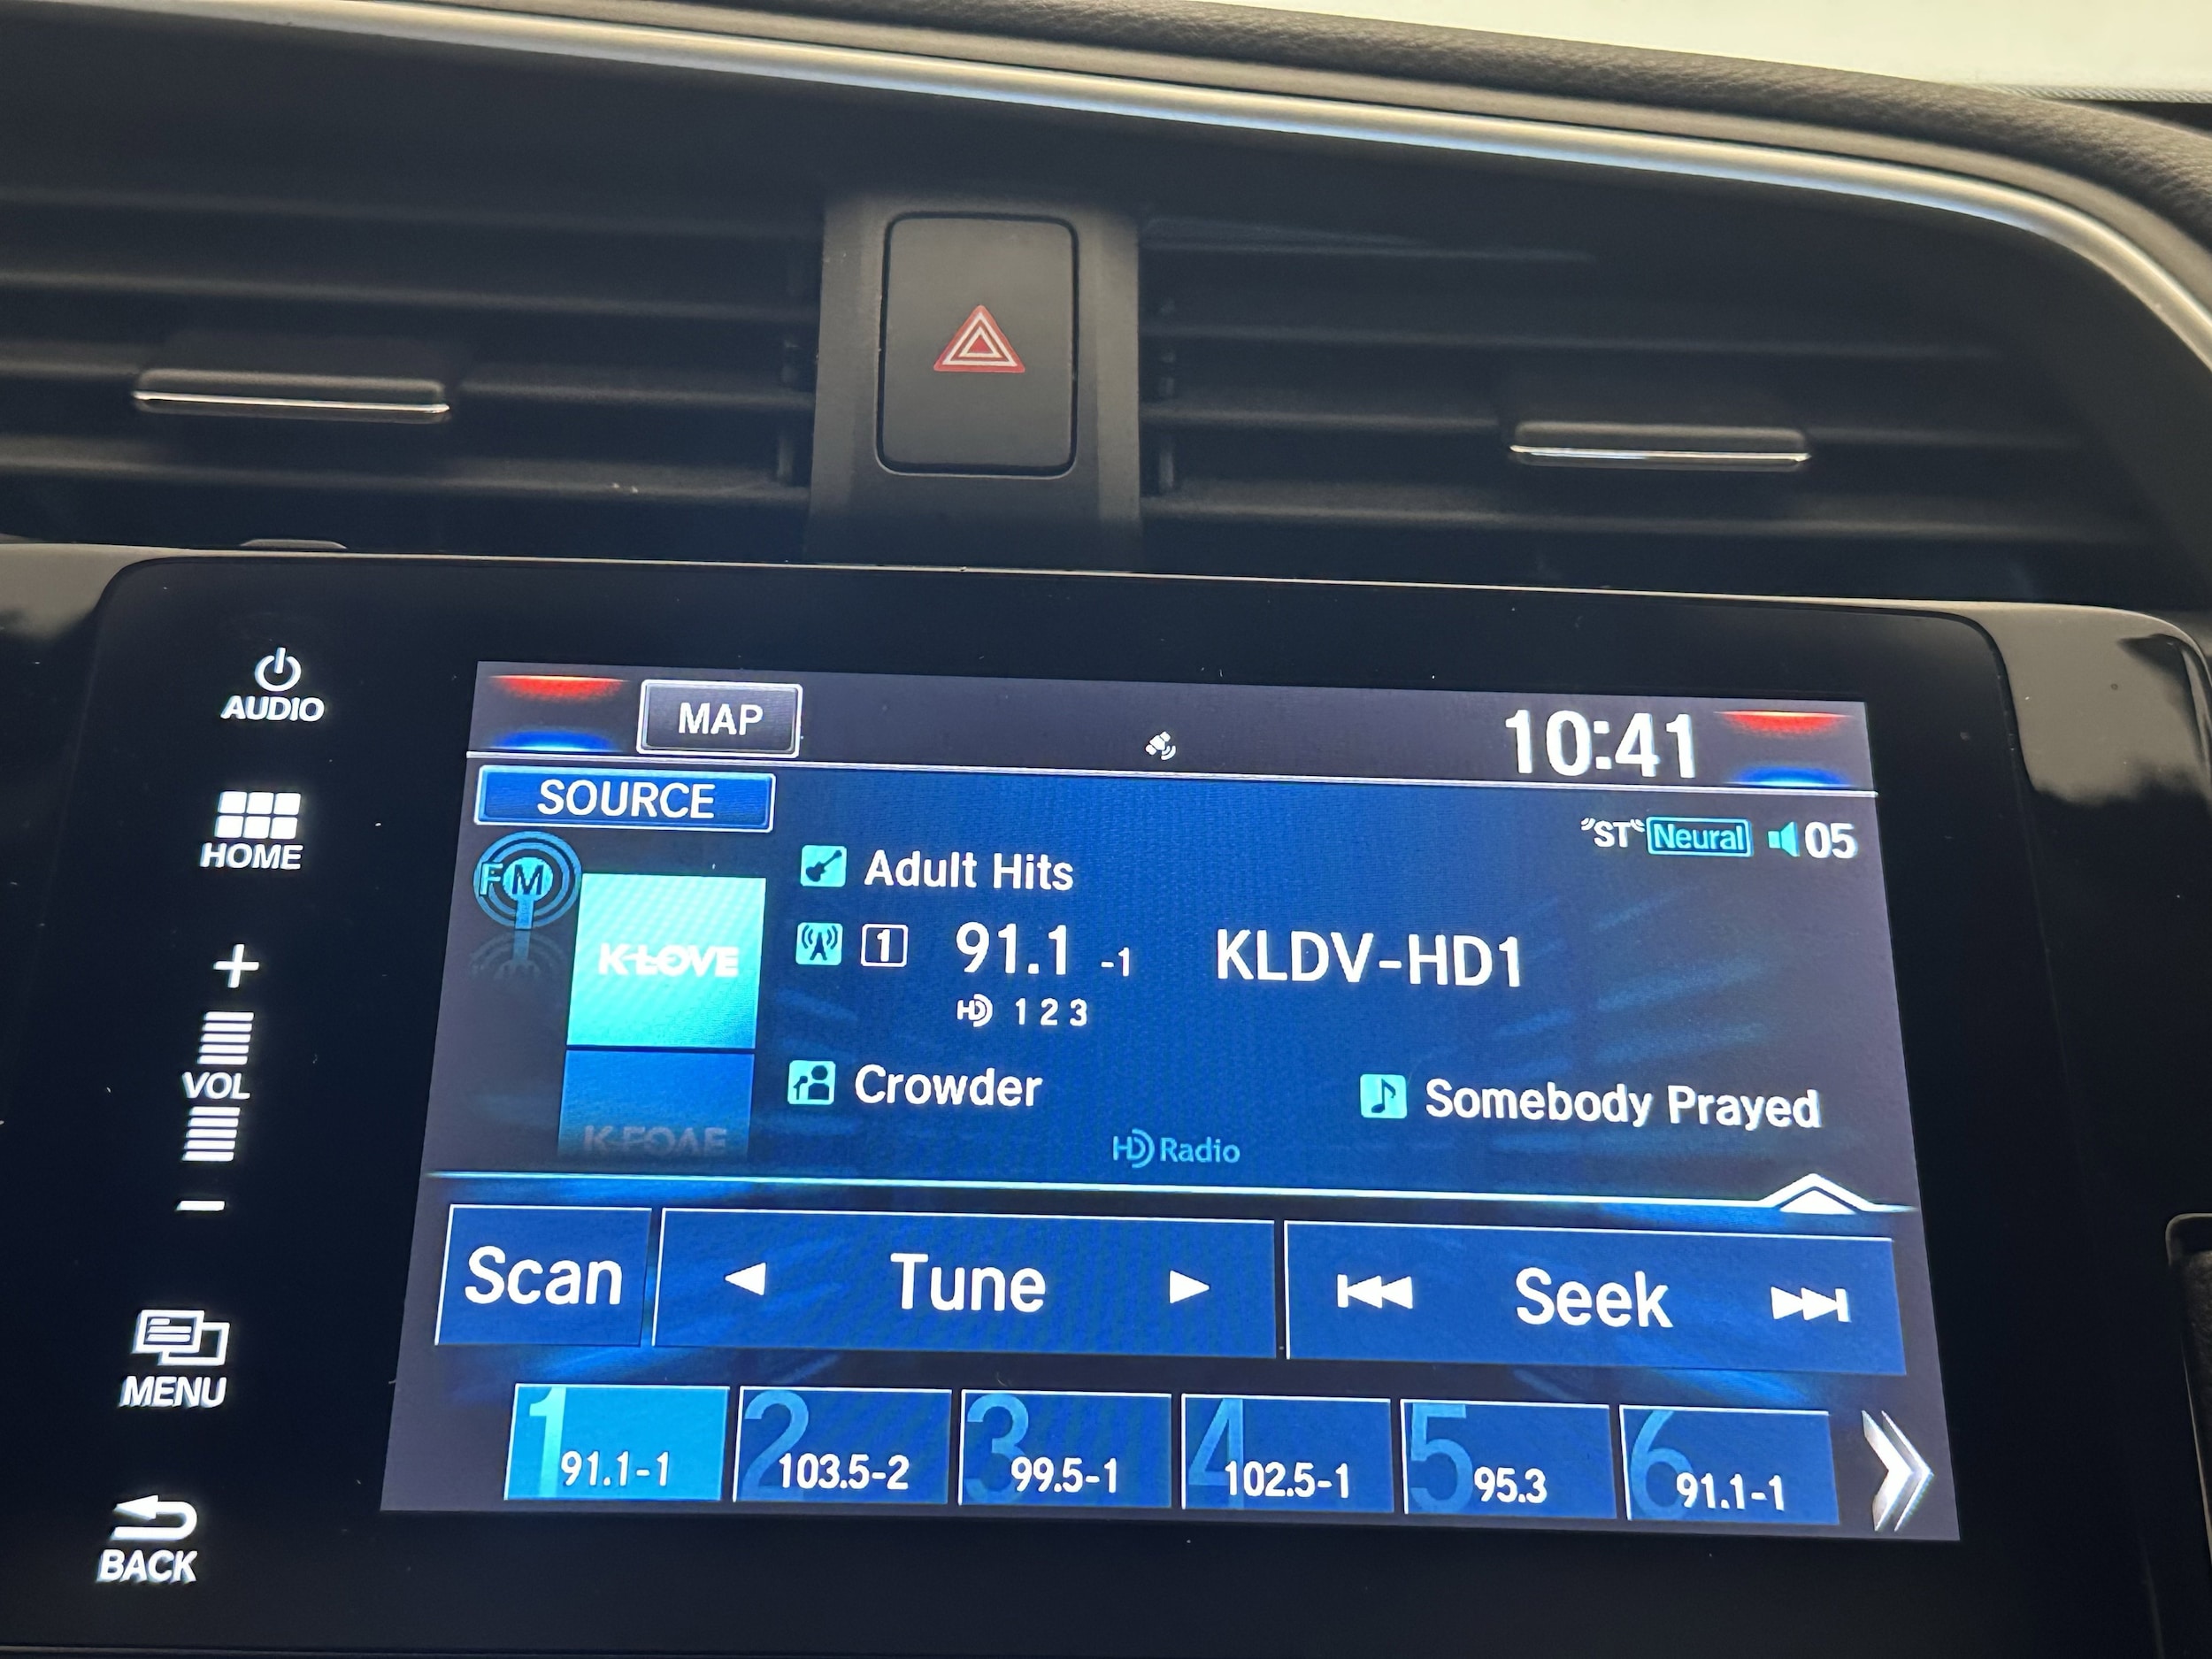 AUDIO
HOME
+
VOL
−
MENU
BACK
MAP
10:41
SOURCE
ST Neural 05
FM
K-LOVE
Adult Hits
1 91.1 -1 KLDV-HD1
HD 1 2 3
Crowder
Somebody Prayed
HD Radio
Scan
Tune
Seek
1 91.1-1
2 103.5-2
3 99.5-1
4 102.5-1
5 95.3
6 91.1-1